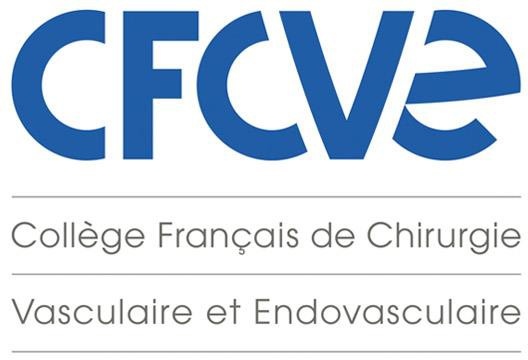 CFCVe
Collège Français de Chirurgie
Vasculaire et Endovasculaire